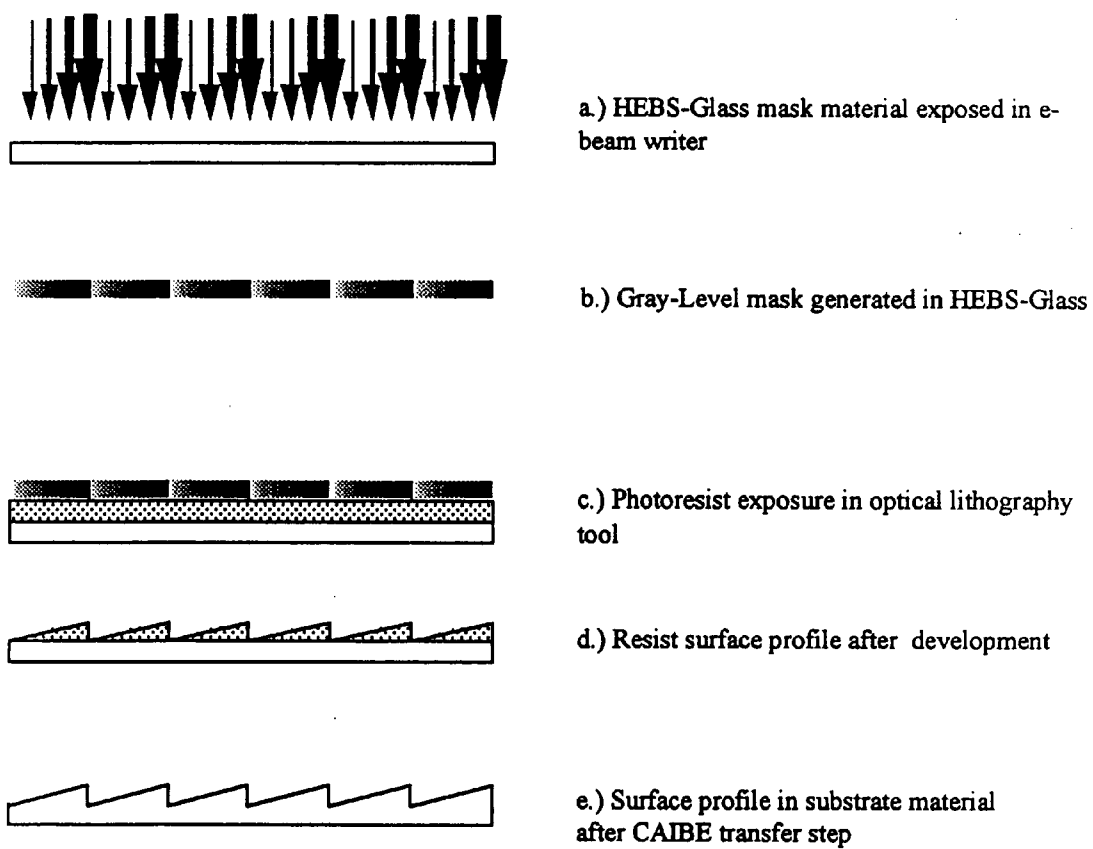 a.) HEBS-Glass mask material exposed in e-
beam writer
b.) Gray-Level mask generated in HEBS-Glass
c.) Photoresist exposure in optical lithography
tool
d.) Resist surface profile after development
e.) Surface profile in substrate material
after CAIBE transfer step